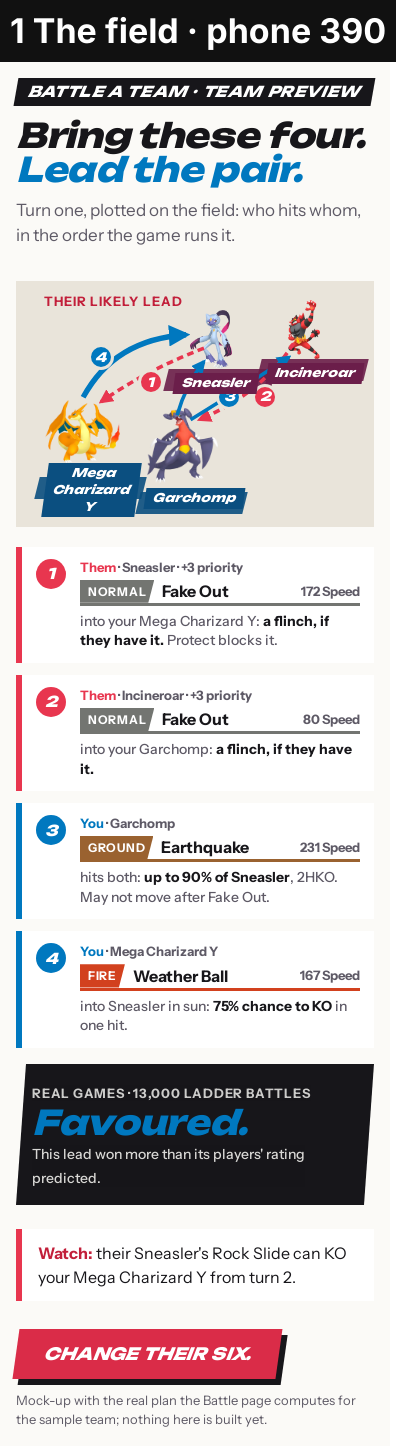 1 The field · phone 390
BATTLE A TEAM · TEAM PREVIEW
Bring these four.
Lead the pair.
Turn one, plotted on the field: who hits whom,
in the order the game runs it.
THEIR LIKELY LEAD
4
1
Sneasler
Incineroar
3
2
Mega
Charizard
Y
Garchomp
1
Them · Sneasler · +3 priority
NORMAL Fake Out 172 Speed
into your Mega Charizard Y: a flinch, if
they have it. Protect blocks it.
2
Them · Incineroar · +3 priority
NORMAL Fake Out 80 Speed
into your Garchomp: a flinch, if they have
it.
3
You · Garchomp
GROUND Earthquake 231 Speed
hits both: up to 90% of Sneasler, 2HKO.
May not move after Fake Out.
4
You · Mega Charizard Y
FIRE Weather Ball 167 Speed
into Sneasler in sun: 75% chance to KO in
one hit.
REAL GAMES · 13,000 LADDER BATTLES
Favoured.
This lead won more than its players' rating
predicted.
Watch: their Sneasler's Rock Slide can KO
your Mega Charizard Y from turn 2.
CHANGE THEIR SIX.
Mock-up with the real plan the Battle page computes for
the sample team; nothing here is built yet.